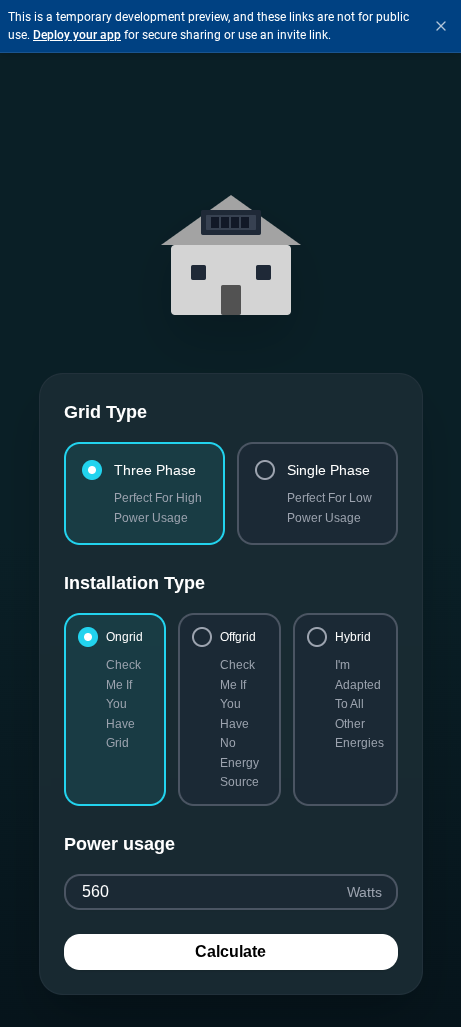 This is a temporary development preview, and these links are not for public
use. Deploy your app for secure sharing or use an invite link.
Grid Type
Three Phase
Perfect For High
Power Usage
Single Phase
Perfect For Low
Power Usage
Installation Type
Ongrid
Check
Me If
You
Have
Grid
Offgrid
Check
Me If
You
Have
No
Energy
Source
Hybrid
I'm
Adapted
To All
Other
Energies
Power usage
560 Watts
Calculate